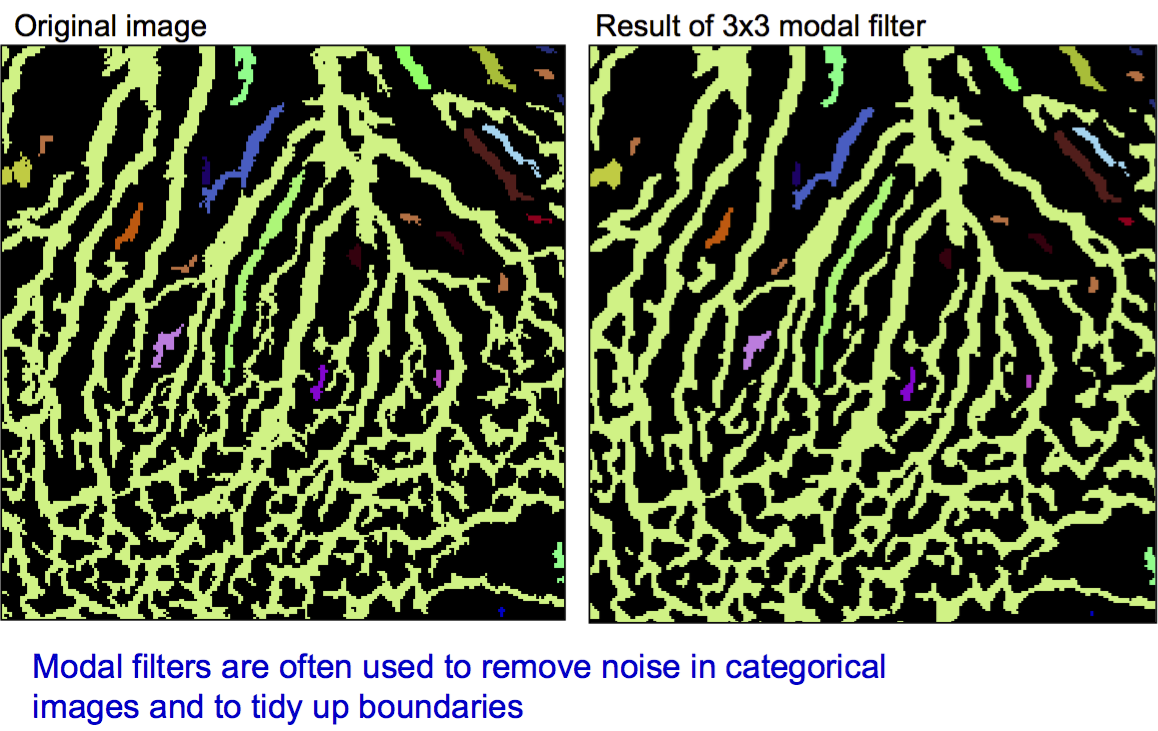 Original image
Result of 3x3 modal filter
Modal filters are often used to remove noise in categorical
images and to tidy up boundaries